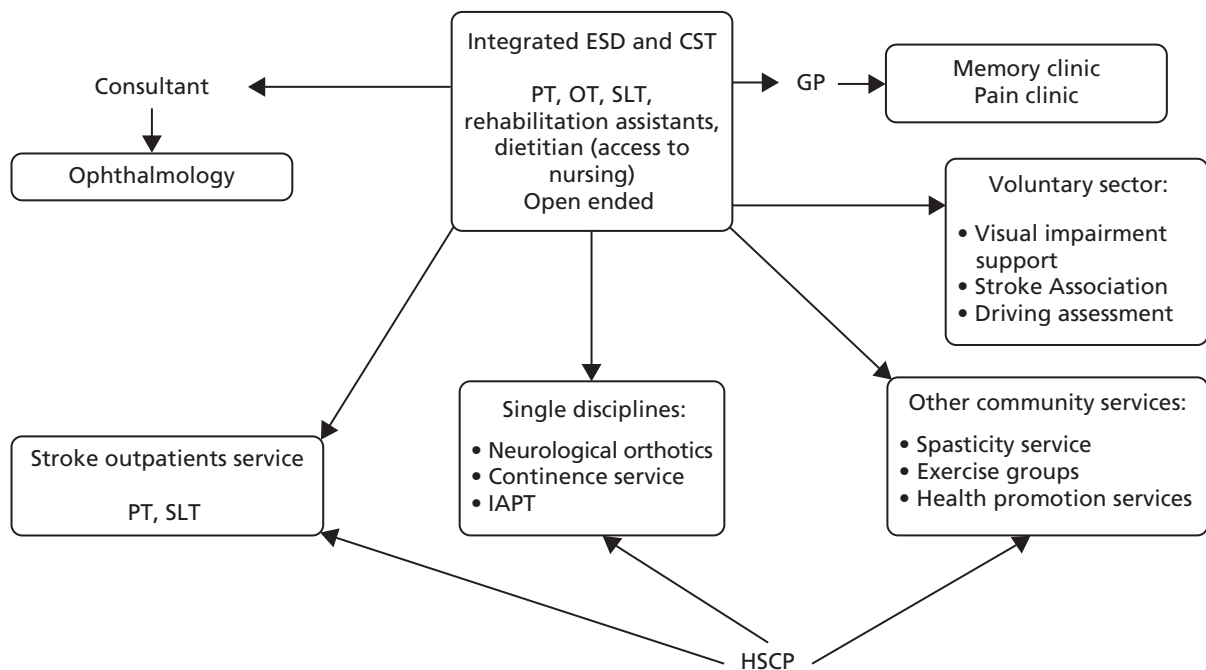 Integrated ESD and CST
PT, OT, SLT,
rehabilitation assistants,
dietitian (access to
nursing)
Open ended
Consultant
Ophthalmology
GP
Memory clinic
Pain clinic
Voluntary sector:
• Visual impairment
support
• Stroke Association
• Driving assessment
Stroke outpatients service
PT, SLT
Single disciplines:
• Neurological orthotics
• Continence service
• IAPT
Other community services:
• Spasticity service
• Exercise groups
• Health promotion services
HSCP